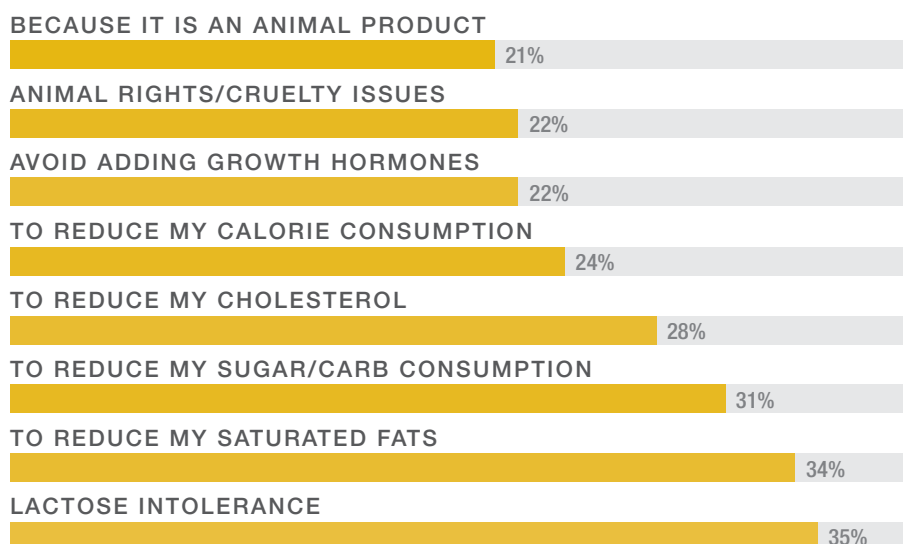 BECAUSE IT IS AN ANIMAL PRODUCT
21%
ANIMAL RIGHTS/CRUELTY ISSUES
22%
AVOID ADDING GROWTH HORMONES
22%
TO REDUCE MY CALORIE CONSUMPTION
24%
TO REDUCE MY CHOLESTEROL
28%
TO REDUCE MY SUGAR/CARB CONSUMPTION
31%
TO REDUCE MY SATURATED FATS
34%
LACTOSE INTOLERANCE
35%